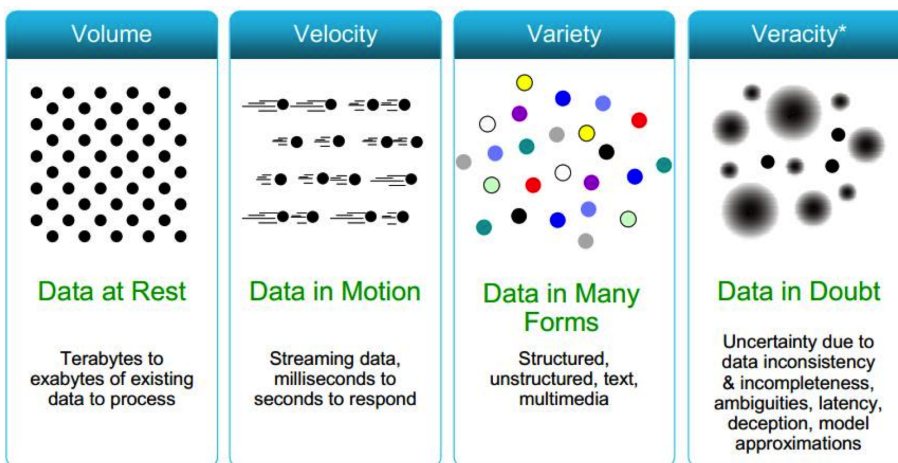 Volume
Data at Rest
Terabytes to
exabytes of existing
data to process
Velocity
Data in Motion
Streaming data,
milliseconds to
seconds to respond
Variety
Data in Many
Forms
Structured,
unstructured, text,
multimedia
Veracity*
Data in Doubt
Uncertainty due to
data inconsistency
& incompleteness,
ambiguities, latency,
deception, model
approximations